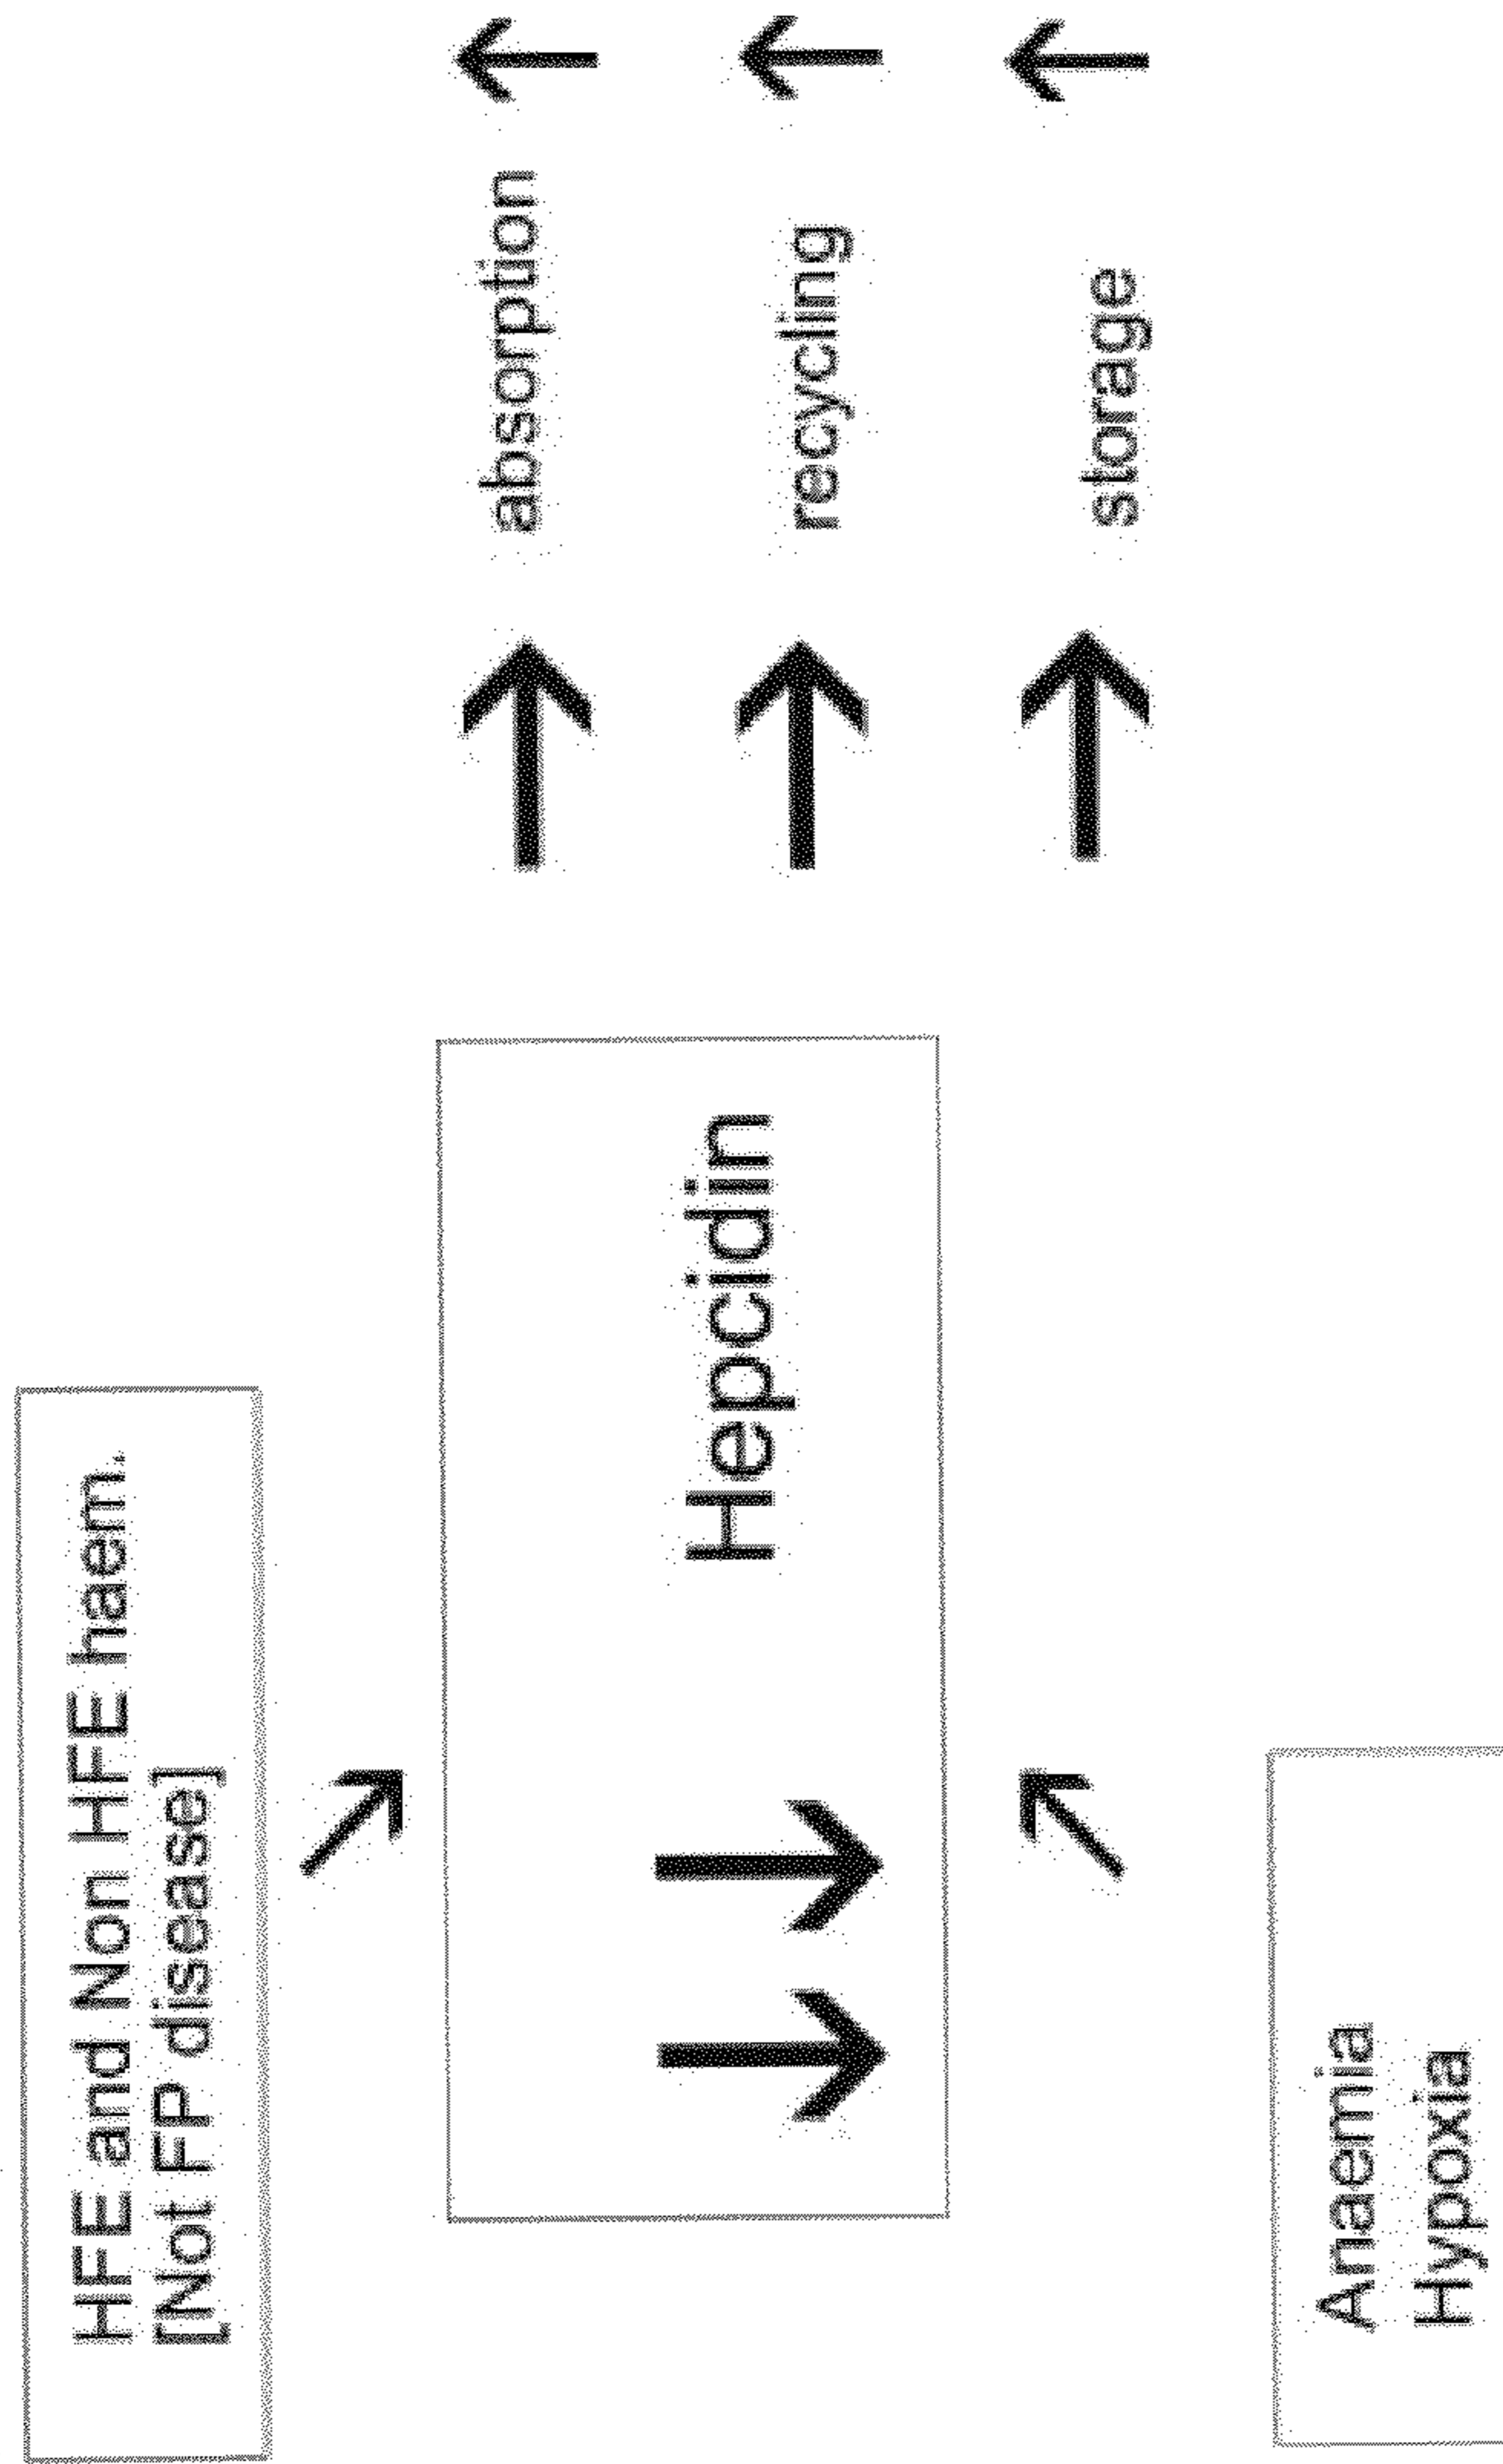 HFE and Non HFE haem.
[Not FP disease]
Hepcidin
absorption
recycling
storage
Anaemia
Hypoxia